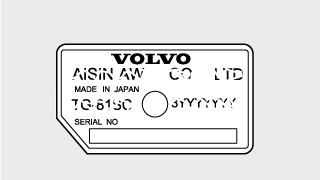 VOLVO
AISIN AW CO LTD
MADE IN JAPAN
TG-81SC
SERIAL NO